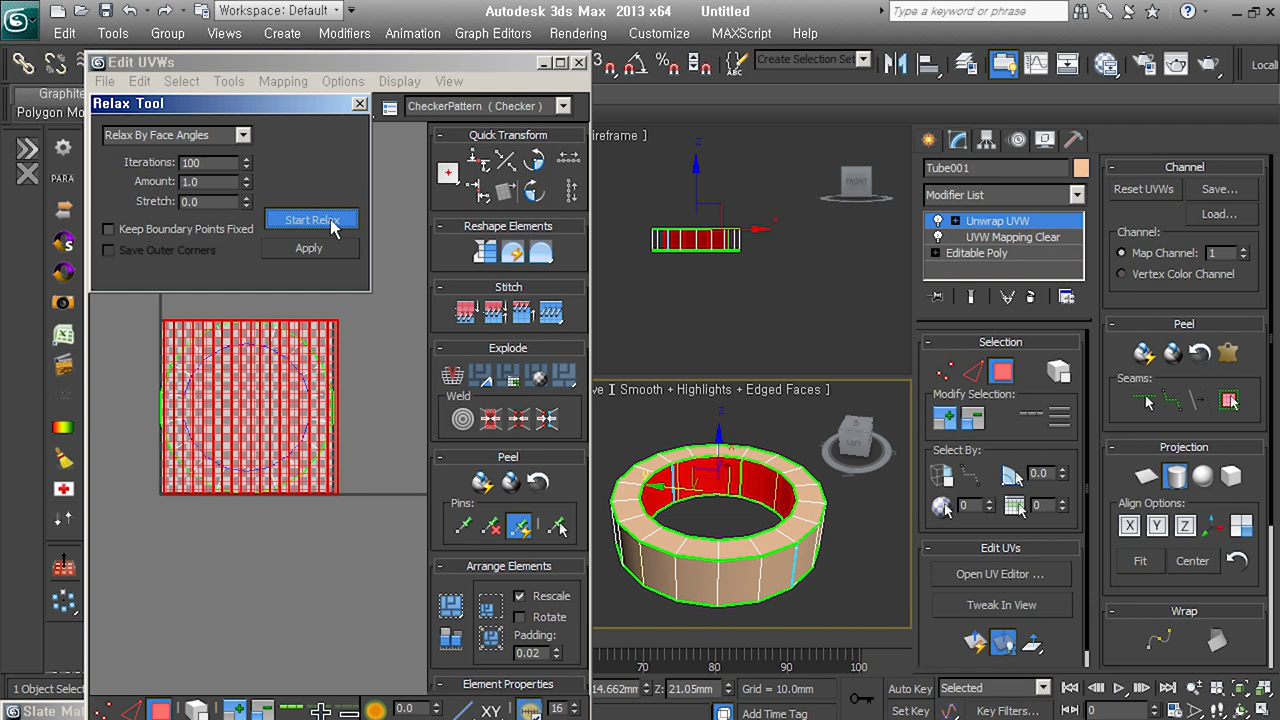 Workspace: Default
Autodesk 3ds Max 2013 x64
Untitled
Type a keyword or phrase
Edit
Tools
Group
Views
Create
Modifiers
Animation
Graph Editors
Rendering
Customize
MAXScript
Help
3
Create Selection Set
Locali
Graphite
Polygon Mo
PARA
Edit UVWs
File Edit Select Tools Mapping Options Display View
Relax Tool
CheckerPattern ( Checker )
Relax By Face Angles
Iterations: 100
Amount: 1.0
Stretch: 0.0
Start Relax
Keep Boundary Points Fixed
Apply
Save Outer Corners
Quick Transform
Reshape Elements
Stitch
Explode
Weld
Peel
Pins:
Arrange Elements
Rescale
Rotate
Padding:
0.02
Element Properties
0.0
XY
16
ireframe ]
z
x
FRONT
Smooth + Highlights + Edged Faces ]
z
LEFT
Tube001
Modifier List
Unwrap UVW
UVW Mapping Clear
Editable Poly
Selection
Modify Selection:
Select By:
0.0
0
0
Edit UVs
Open UV Editor ...
Tweak In View
Channel
Reset UVWs
Save...
Load...
Channel:
Map Channel: 1
Vertex Color Channel
Peel
Seams:
Projection
Align Options:
X Y Z
Fit
Center
Wrap
70 80 90 100
1 Object Select
14.662mm
Z: 21.05mm
Grid = 10.0mm
Auto Key
Selected
Slate Mat
Add Time Tag
Set Key
Key Filters...
0